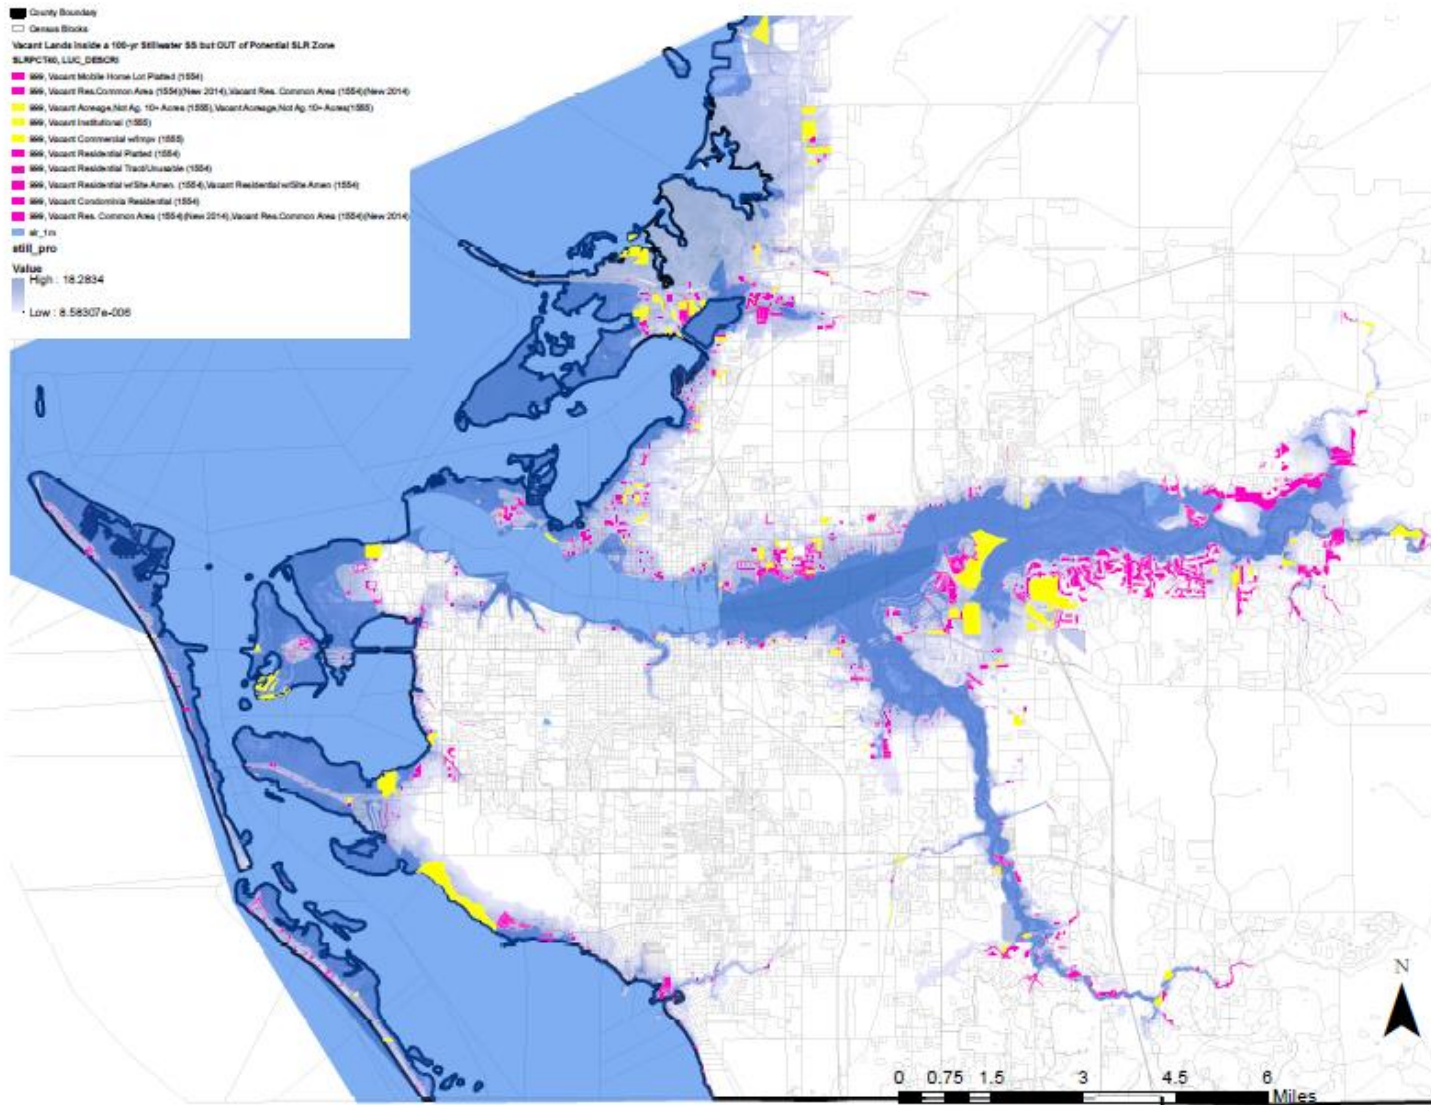 County Boundary
Census Blocks
Vacant Lands Inside a 100-yr Stillwater SS but OUT of Potential SLR Zone
SLRPCT40, LUC_DESCRI
999, Vacant Mobile Home Lot Platted (1554)
999, Vacant Res.Common Area (1554)(New 2014),Vacant Res. Common Area (1554)(New 2014)
999, Vacant Acreage,Not Ag. 10+ Acres (1555),Vacant Acreage,Not Ag. 10+ Acres(1555)
999, Vacant Institutional (1555)
999, Vacant Commercial w/Impv (1555)
999, Vacant Residential Platted (1554)
999, Vacant Residential Tract/Unusable (1554)
999, Vacant Residential w/Site Amen. (1554),Vacant Residential w/Site Amen (1554)
999, Vacant Condominia Residential (1554)
999, Vacant Res. Common Area (1554)(New 2014),Vacant Res.Common Area (1554)(New 2014)
slr_1m
still_pro
Value
High : 18.2834
Low : 8.58307e-006
N
0 0.75 1.5 3 4.5 6
Miles